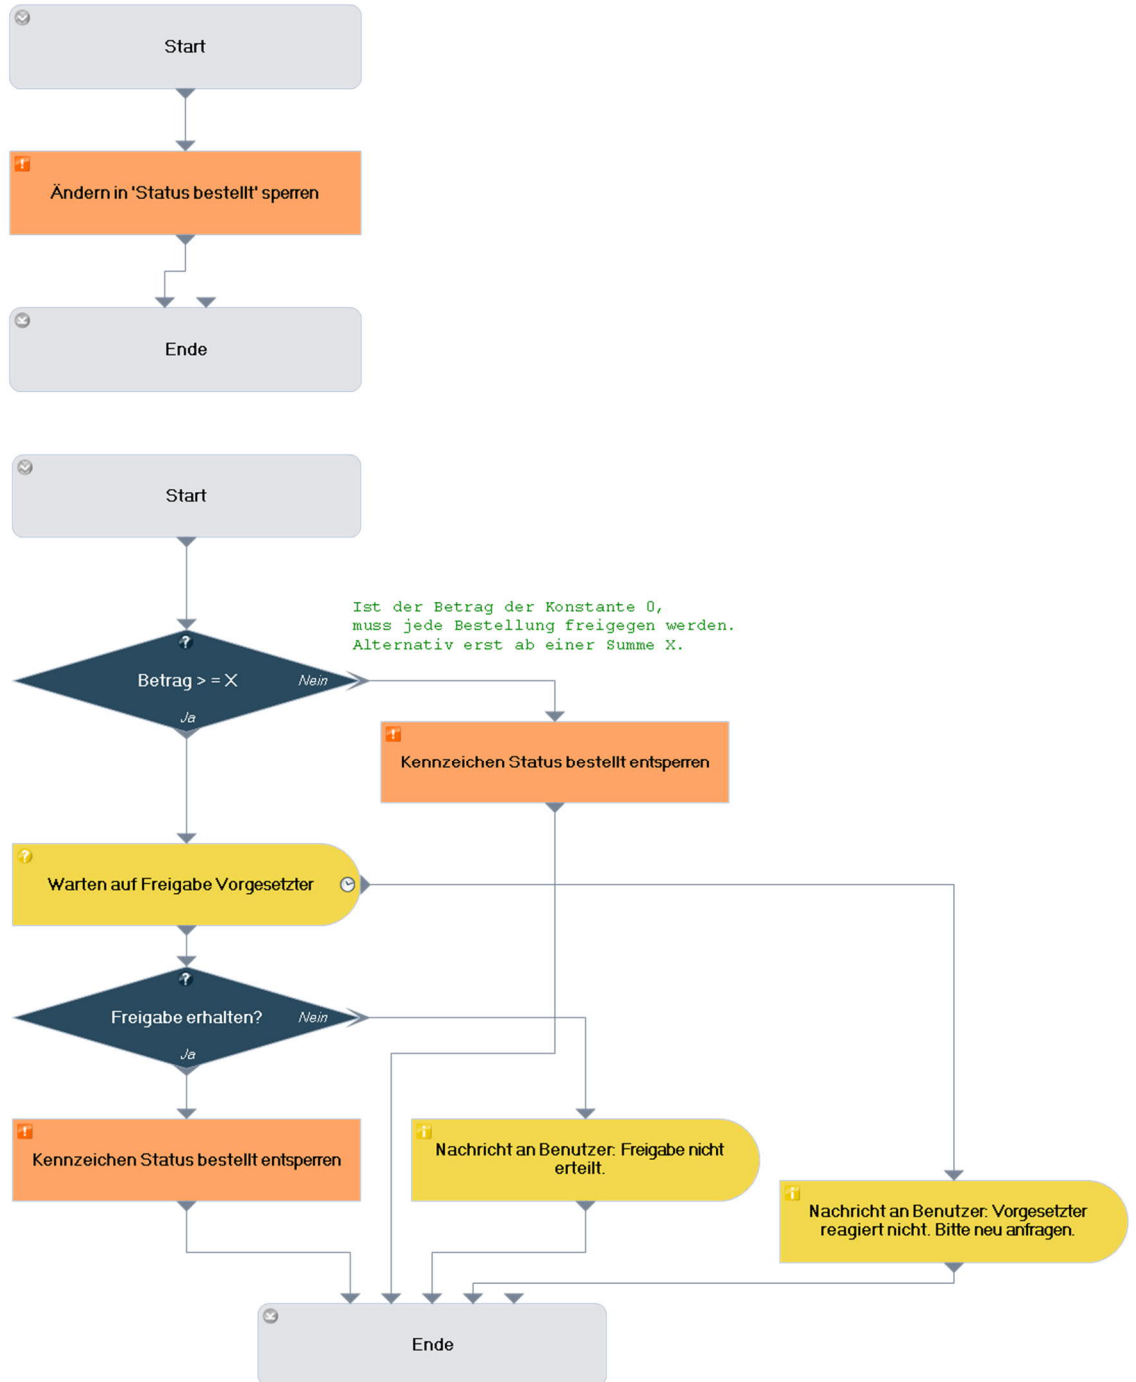 Start
Ändern in 'Status bestellt' sperren
Ende
Start
Ist der Betrag der Konstante 0,
muss jede Bestellung freigegen werden.
Alternativ erst ab einer Summe X.
Betrag > = X
Nein
Ja
Kennzeichen Status bestellt entsperren
Warten auf Freigabe Vorgesetzter
Freigabe erhalten?
Nein
Ja
Kennzeichen Status bestellt entsperren
Nachricht an Benutzer: Freigabe nicht
erteilt.
Nachricht an Benutzer: Vorgesetzter
reagiert nicht. Bitte neu anfragen.
Ende